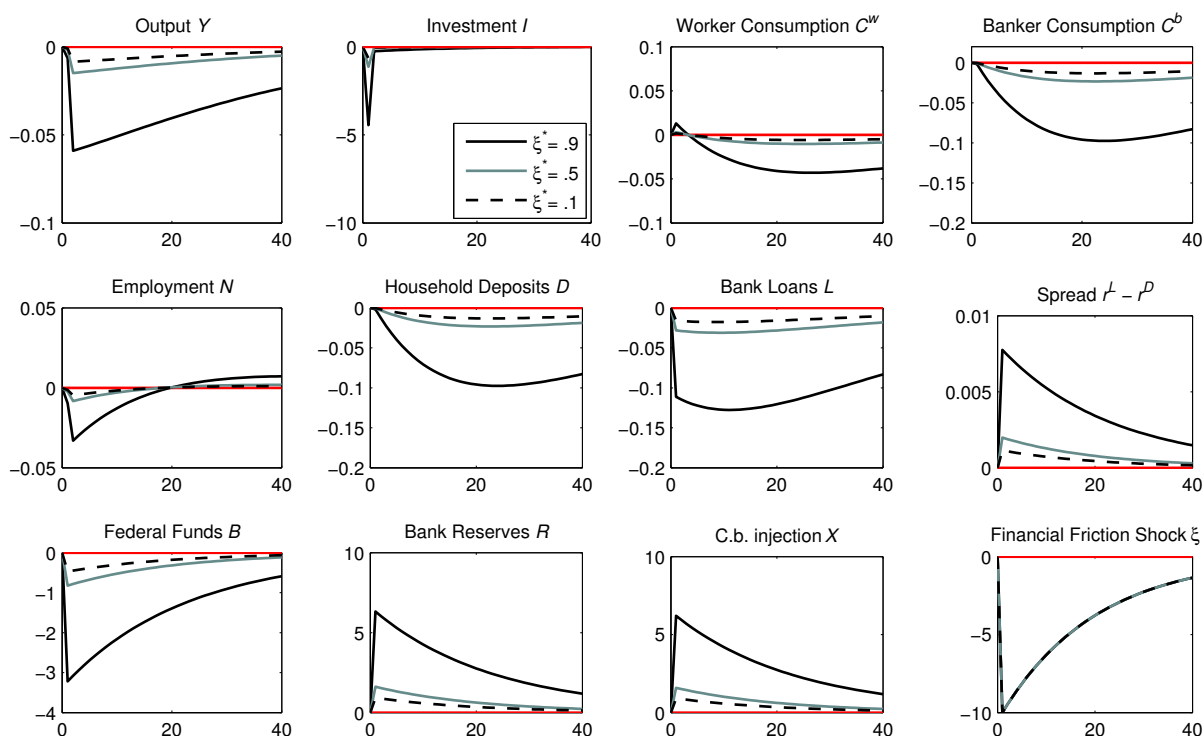 Output Y
0
−0.05
−0.1
0 20 40
Investment I
0
−5
−10
0 20 40
ξ* = .9
ξ* = .5
ξ* = .1
Worker Consumption C^w
0.1
0.05
0
−0.05
−0.1
0 20 40
Banker Consumption C^b
0
−0.05
−0.1
−0.15
−0.2
0 20 40
Employment N
0.05
0
−0.05
0 20 40
Household Deposits D
0
−0.05
−0.1
−0.15
−0.2
0 20 40
Bank Loans L
0
−0.05
−0.1
−0.15
−0.2
0 20 40
Spread r^L − r^D
0.01
0.005
0
0 20 40
Federal Funds B
0
−1
−2
−3
−4
0 20 40
Bank Reserves R
10
5
0
0 20 40
C.b. injection X
10
5
0
0 20 40
Financial Friction Shock ξ
0
−5
−10
0 20 40